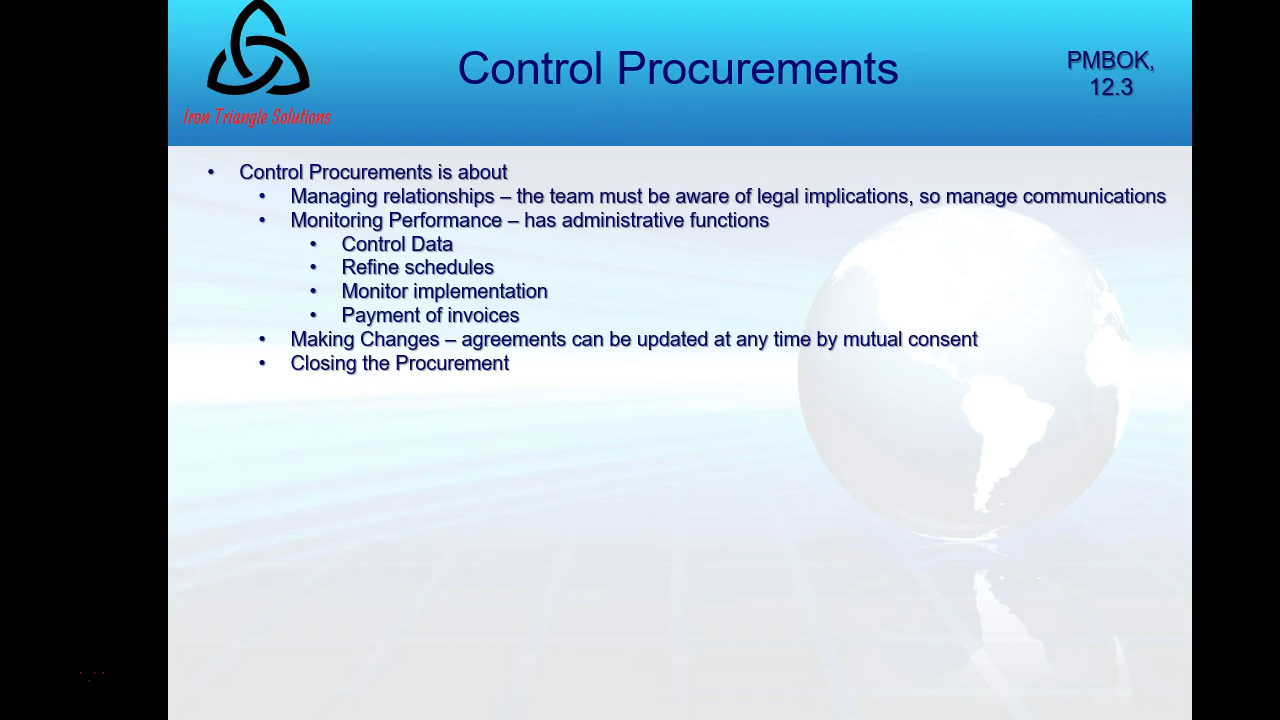 Control Procurements
PMBOK,
12.3
Iron Triangle Solutions
• Control Procurements is about
• Managing relationships – the team must be aware of legal implications, so manage communications
• Monitoring Performance – has administrative functions
• Control Data
• Refine schedules
• Monitor implementation
• Payment of invoices
• Making Changes – agreements can be updated at any time by mutual consent
• Closing the Procurement